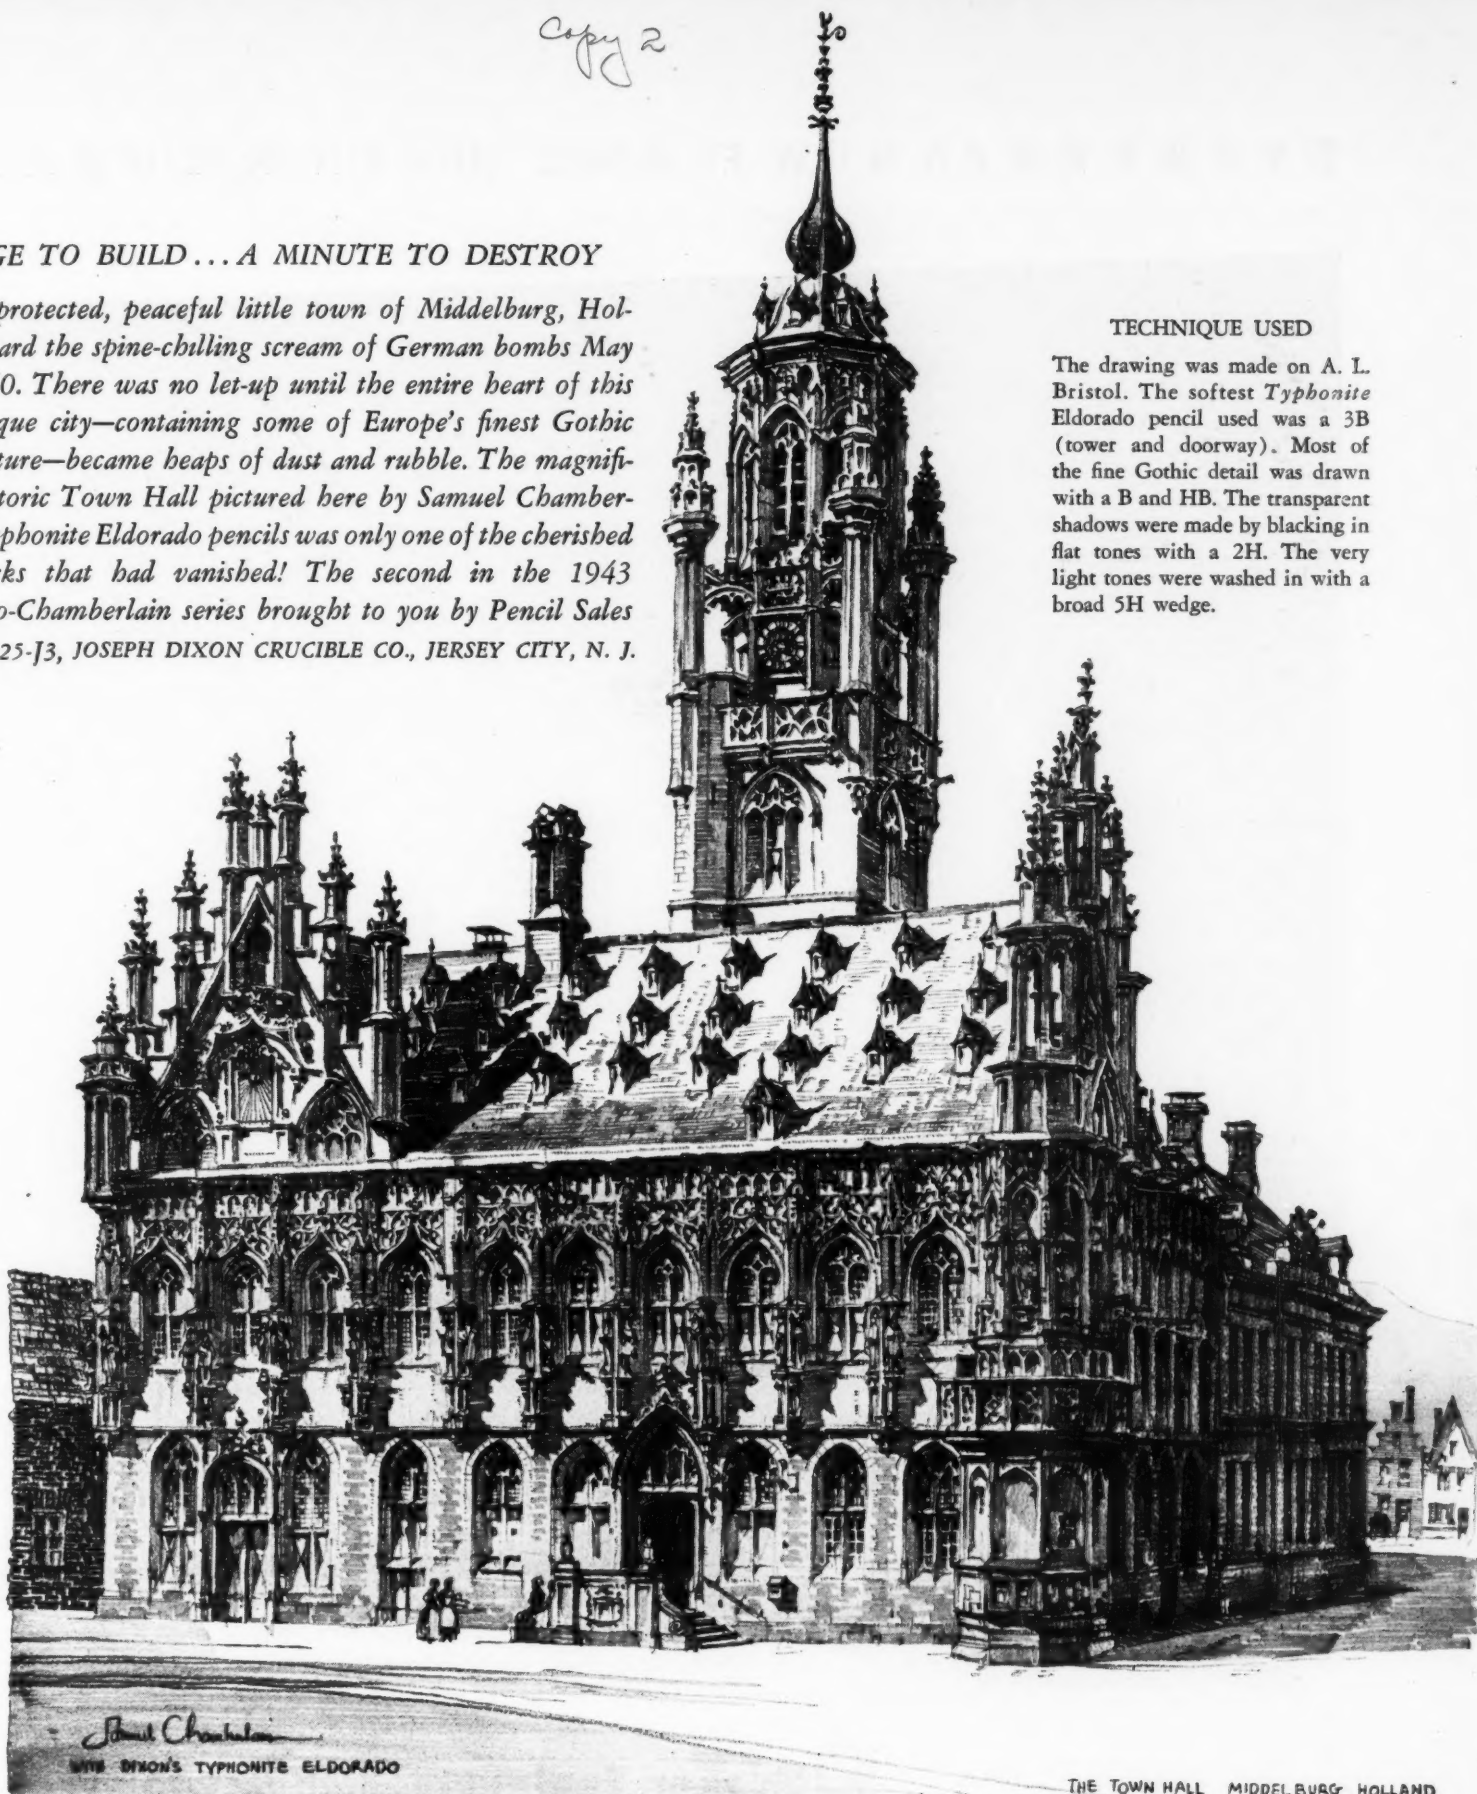 Copy 2
GE TO BUILD...A MINUTE TO DESTROY
protected, peaceful little town of Middelburg, Hol-
ard the spine-chilling scream of German bombs May
0. There was no let-up until the entire heart of this
que city—containing some of Europe's finest Gothic
ture—became heaps of dust and rubble. The magnifi-
toric Town Hall pictured here by Samuel Chamber-
phonite Eldorado pencils was only one of the cherished
ks that had vanished! The second in the 1943
o-Chamberlain series brought to you by Pencil Sales
25-J3, JOSEPH DIXON CRUCIBLE CO., JERSEY CITY, N. J.
TECHNIQUE USED
The drawing was made on A. L.
Bristol. The softest Typhonite
Eldorado pencil used was a 3B
(tower and doorway). Most of
the fine Gothic detail was drawn
with a B and HB. The transparent
shadows were made by blacking in
flat tones with a 2H. The very
light tones were washed in with a
broad 5H wedge.
Samuel Chamberlain
WITH DIXON'S TYPHONITE ELDORADO
THE TOWN HALL MIDDELBURG HOLLAND